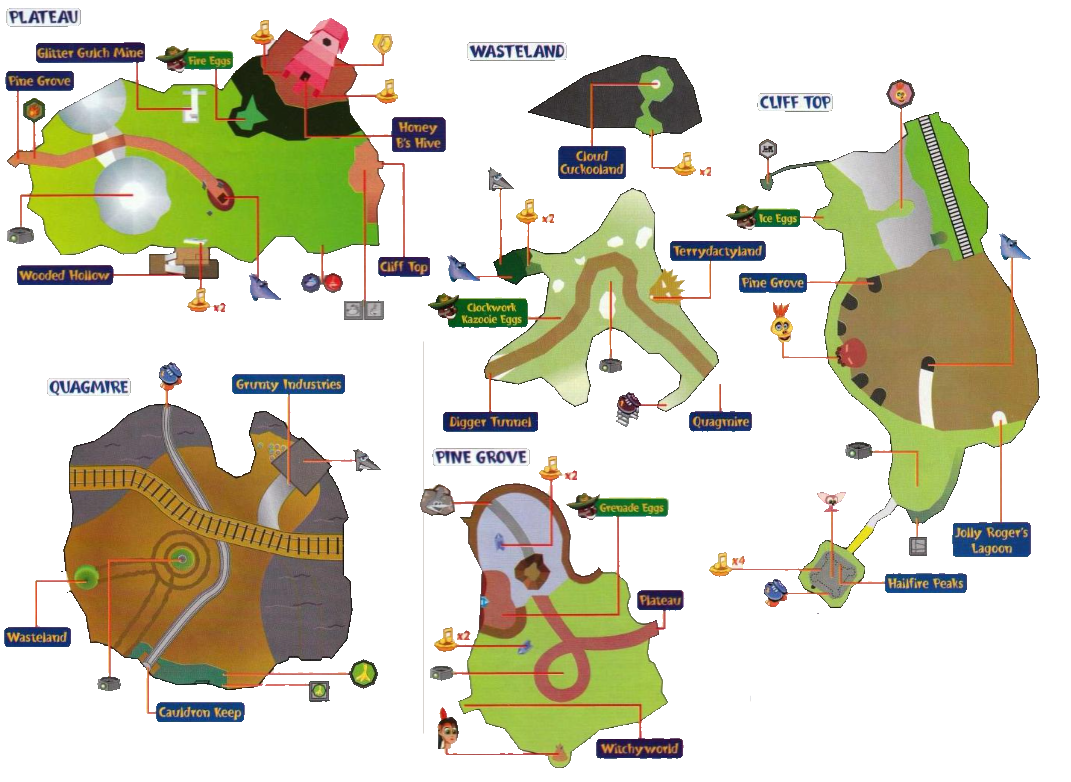 PLATEAU
Glitter Gulch Mine
Fire Eggs
Pine Grove
Honey
B's Hive
Wooded Hollow
x2
Cliff Top
WASTELAND
Cloud
Cuckooland
x2
x2
Terrydactyland
Clockwork
Kazooie Eggs
Digger Tunnel
Quagmire
CLIFF TOP
Ice Eggs
Pine Grove
Jolly Roger's
Lagoon
x4
Hailfire Peaks
QUAGMIRE
Grunty Industries
Wasteland
Cauldron Keep
PINE GROVE
x2
Grenade Eggs
Plateau
x2
Witchyworld